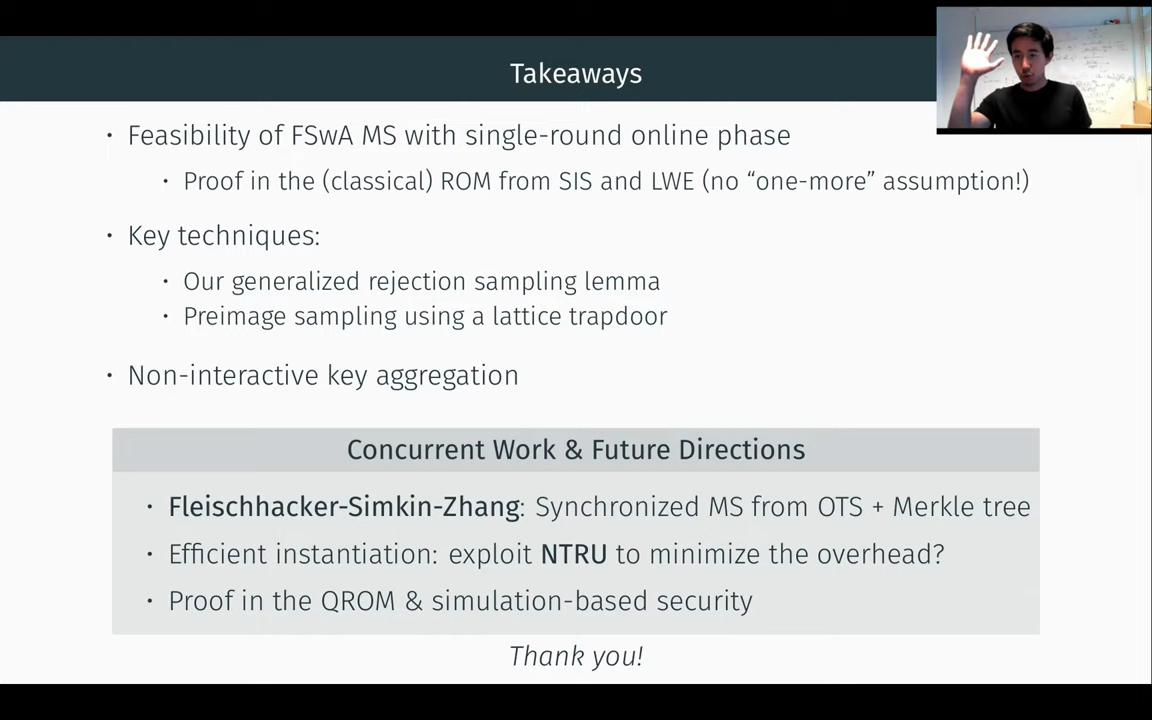 Takeaways
· Feasibility of FSwA MS with single-round online phase
· Proof in the (classical) ROM from SIS and LWE (no “one-more” assumption!)
· Key techniques:
· Our generalized rejection sampling lemma
· Preimage sampling using a lattice trapdoor
· Non-interactive key aggregation
Concurrent Work & Future Directions
· Fleischhacker-Simkin-Zhang: Synchronized MS from OTS + Merkle tree
· Efficient instantiation: exploit NTRU to minimize the overhead?
· Proof in the QROM & simulation-based security
Thank you!